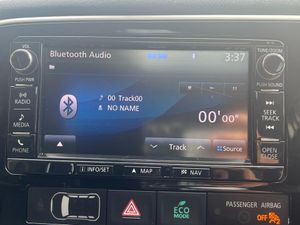 VOL
PUSH PWR
RADIO
MEDIA
PHONE
Bluetooth Audio
3:37
00 Track00
NO NAME
00'00"
Track
Source
TUNE/ZOOM
PUSH SOUND
SEEK
TRACK
OPEN
CLOSE
INFO/SET
MAP
NAV
ECO
MODE
PASSENGER AIRBAG
OFF